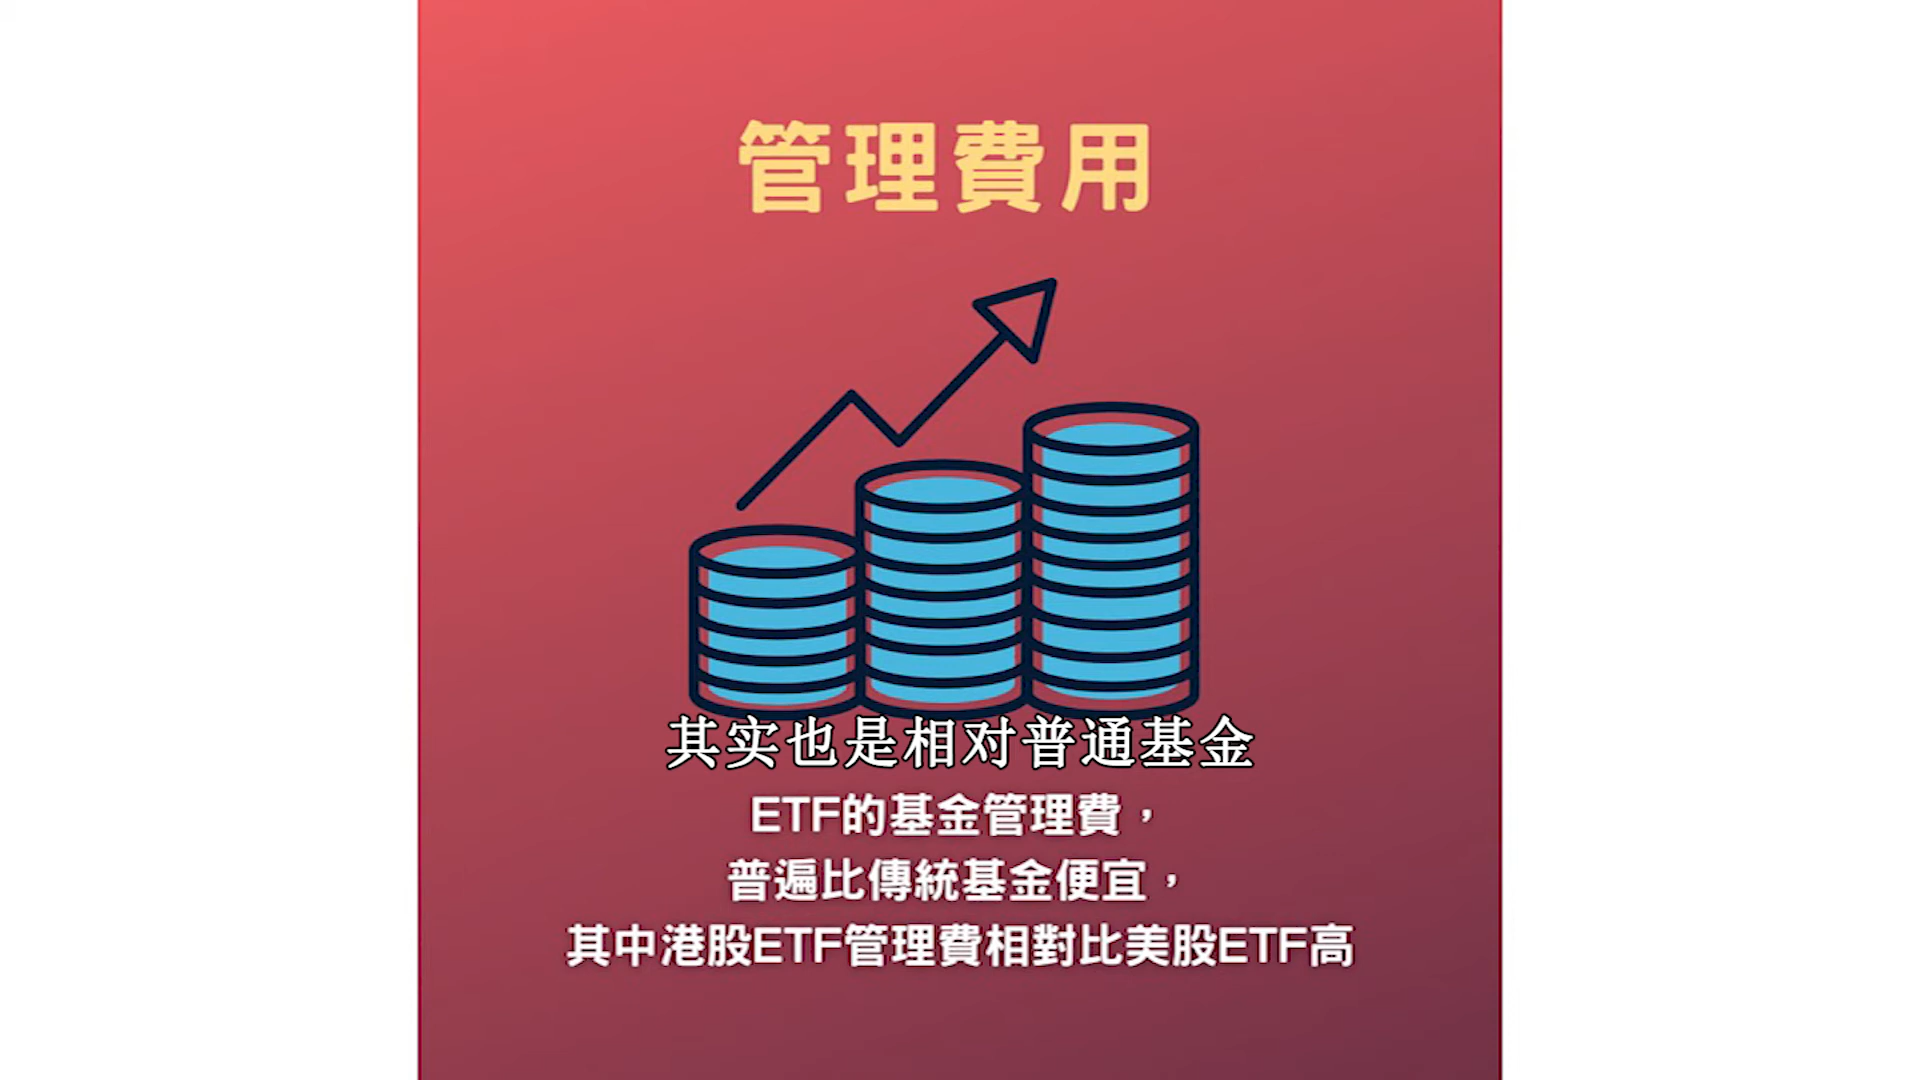 管理費用
其实也是相对普通基金
ETF的基金管理費，
普遍比傳統基金便宜，
其中港股ETF管理費相對比美股ETF高